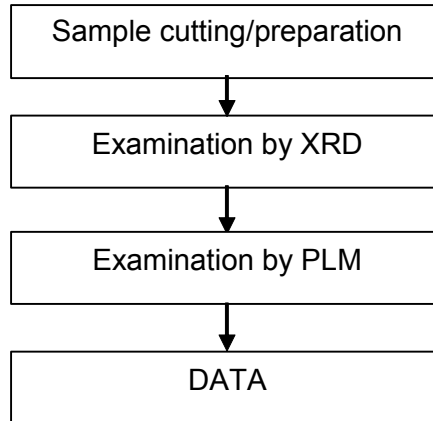 Sample cutting/preparation
Examination by XRD
Examination by PLM
DATA